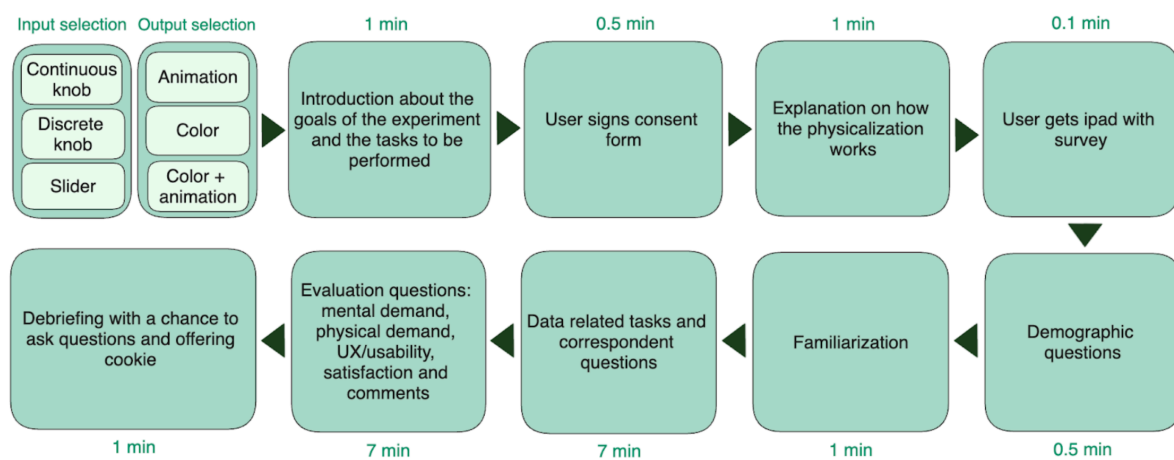 Input selection
Output selection
1 min
0.5 min
1 min
0.1 min
Continuous
knob
Discrete
knob
Slider
Animation
Color
Color +
animation
Introduction about the
goals of the experiment
and the tasks to be
performed
User signs consent
form
Explanation on how
the physicalization
works
User gets ipad with
survey
Demographic
questions
Familiarization
Data related tasks and
correspondent
questions
Evaluation questions:
mental demand,
physical demand,
UX/usability,
satisfaction and
comments
Debriefing with a chance to
ask questions and offering
cookie
1 min
7 min
7 min
1 min
0.5 min